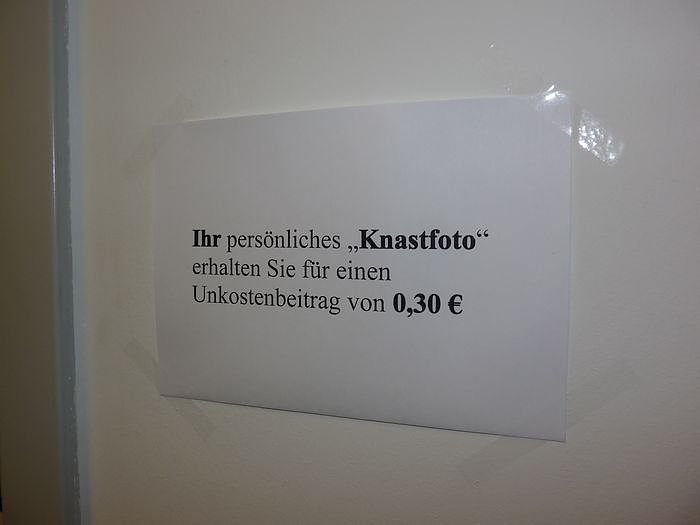 Ihr persönliches „Knastfoto“
erhalten Sie für einen
Unkostenbeitrag von 0,30 €